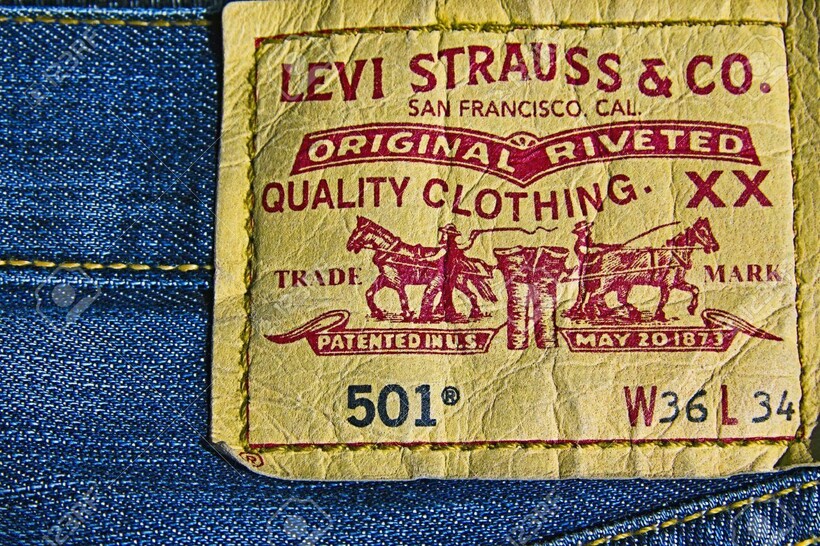 LEVI STRAUSS & CO.
SAN FRANCISCO, CAL.
ORIGINAL RIVETED
QUALITY CLOTHING. XX
TRADE MARK
PATENTED IN U.S. MAY 20 1873
501® W36 L 34
®